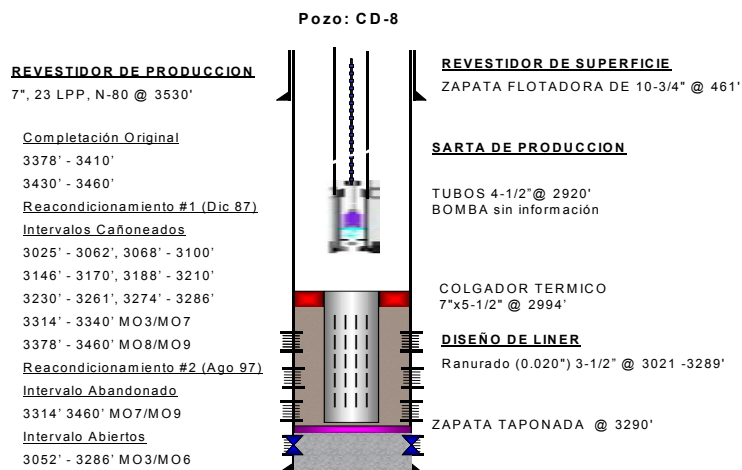 Pozo: CD-8
REVESTIDOR DE PRODUCCION
7", 23 LPP, N-80 @ 3530'
Completación Original
3378’ - 3410’
3430’ - 3460’
Reacondicionamiento #1 (Dic 87)
Intervalos Cañoneados
3025’ - 3062’, 3068’ - 3100’
3146’ - 3170’, 3188’ - 3210’
3230’ - 3261’, 3274’ - 3286’
3314’ - 3340’ MO3/MO7
3378’ - 3460’ MO8/MO9
Reacondicionamiento #2 (Ago 97)
Intervalo Abandonado
3314’ 3460’ MO7/MO9
Intervalo Abiertos
3052’ - 3286’ MO3/MO6
REVESTIDOR DE SUPERFICIE
ZAPATA FLOTADORA DE 10-3/4" @ 461'
SARTA DE PRODUCCION
TUBOS 4-1/2”@ 2920'
BOMBA sin información
COLGADOR TERMICO
7"x5-1/2" @ 2994’
DISEÑO DE LINER
Ranurado (0.020") 3-1/2” @ 3021 -3289'
ZAPATA TAPONADA @ 3290'